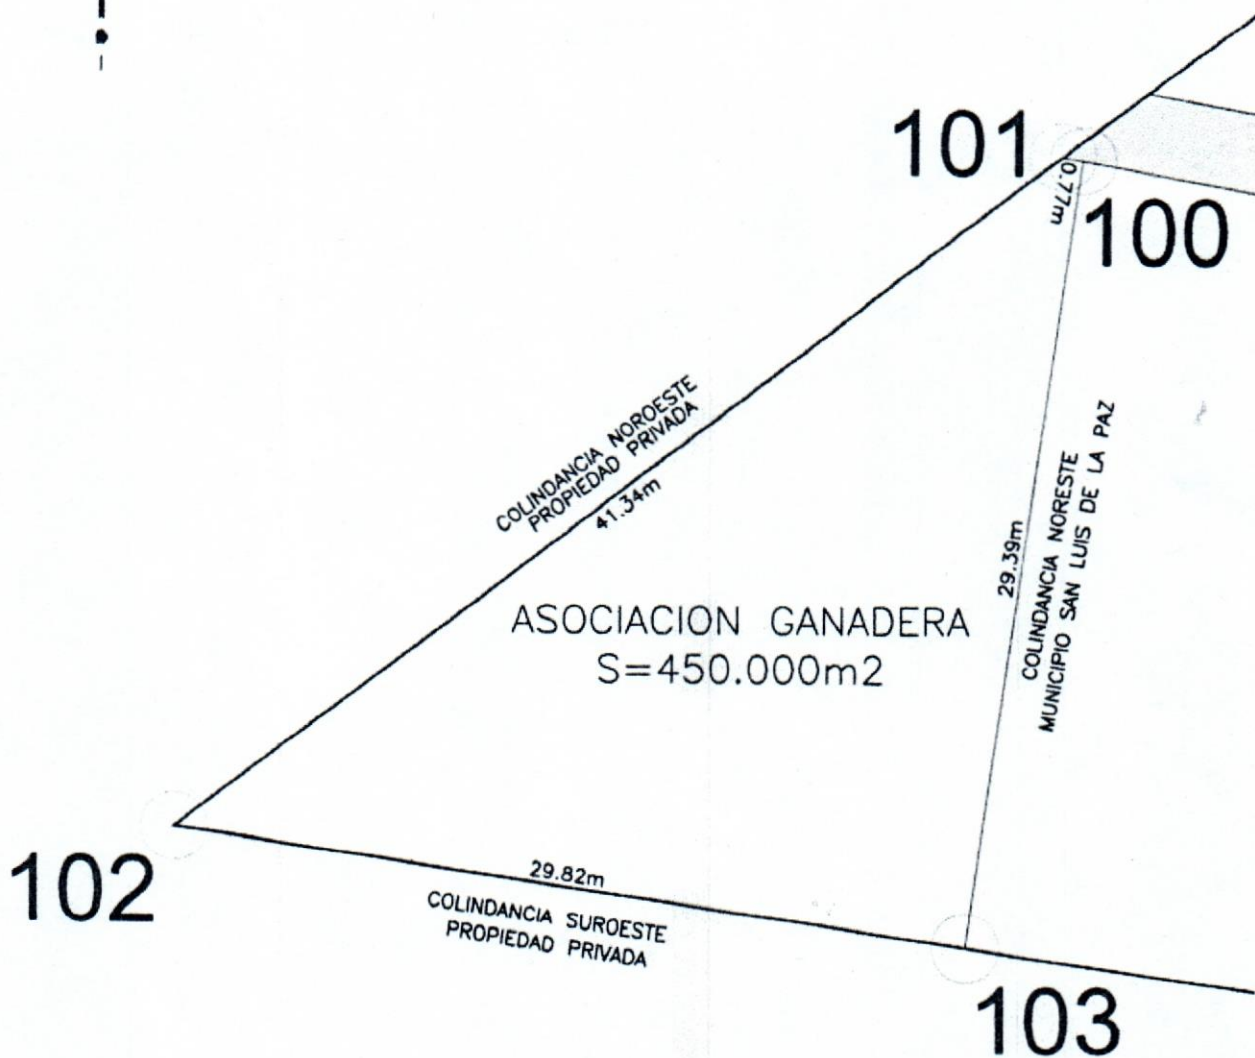 101
0.77m
100
COLINDANCIA NOROESTE
PROPIEDAD PRIVADA
41.34m
29.39m
COLINDANCIA NORESTE
MUNICIPIO SAN LUIS DE LA PAZ
ASOCIACION GANADERA
S=450.000m2
102
29.82m
COLINDANCIA SUROESTE
PROPIEDAD PRIVADA
103